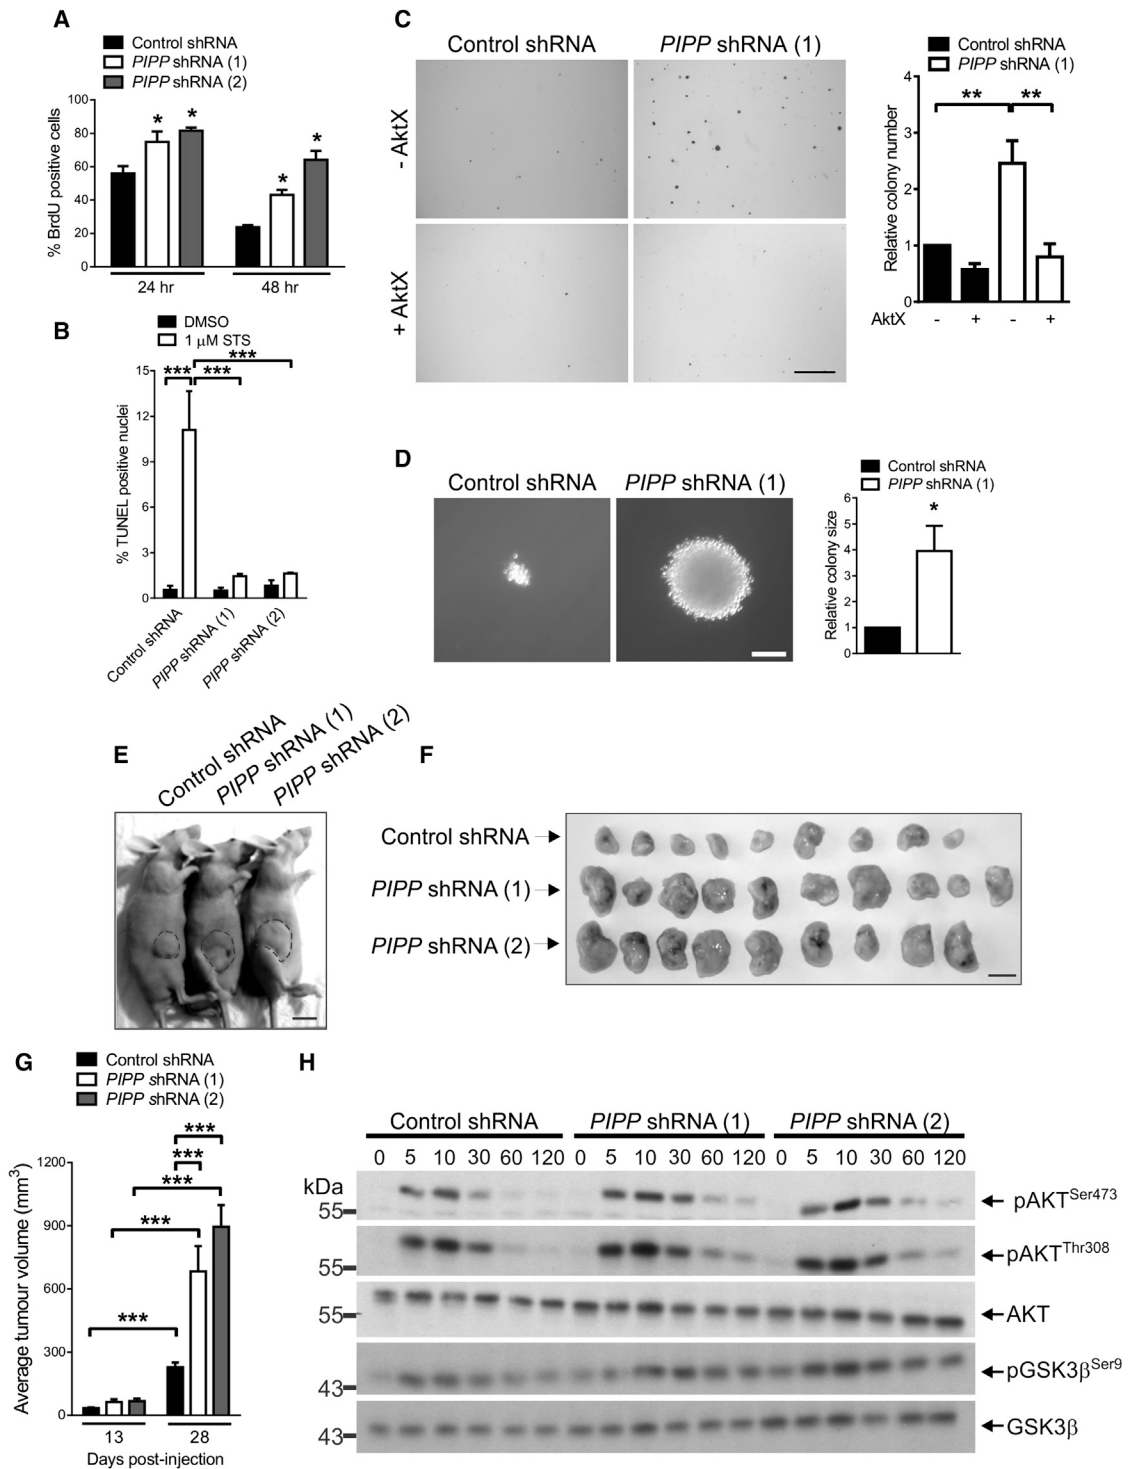 A
Control shRNA
PIPP shRNA (1)
PIPP shRNA (2)
% BrdU positive cells
100
80
60
40
20
0
* *
* *
24 hr 48 hr
B
DMSO
1 µM STS
***
*** ***
% TUNEL positive nuclei
15
12
9
6
3
0
Control shRNA
PIPP shRNA (1)
PIPP shRNA (2)
C
Control shRNA PIPP shRNA (1)
- AktX
+ AktX
Control shRNA
PIPP shRNA (1)
Relative colony number
4
3
2
1
0
** **
AktX - + - +
D
Control shRNA PIPP shRNA (1)
Control shRNA
PIPP shRNA (1)
Relative colony size
6
5
4
3
2
1
0
*
E
Control shRNA
PIPP shRNA (1)
PIPP shRNA (2)
F
Control shRNA
PIPP shRNA (1)
PIPP shRNA (2)
G
Control shRNA
PIPP shRNA (1)
PIPP shRNA (2)
Average tumour volume (mm3)
1200
900
600
300
0
***
***
***
***
***
13 28
Days post-injection
H
Control shRNA PIPP shRNA (1) PIPP shRNA (2)
0 5 10 30 60 120 0 5 10 30 60 120 0 5 10 30 60 120
kDa
55 pAKTSer473
55 pAKTThr308
55 AKT
43 pGSK3βSer9
43 GSK3β